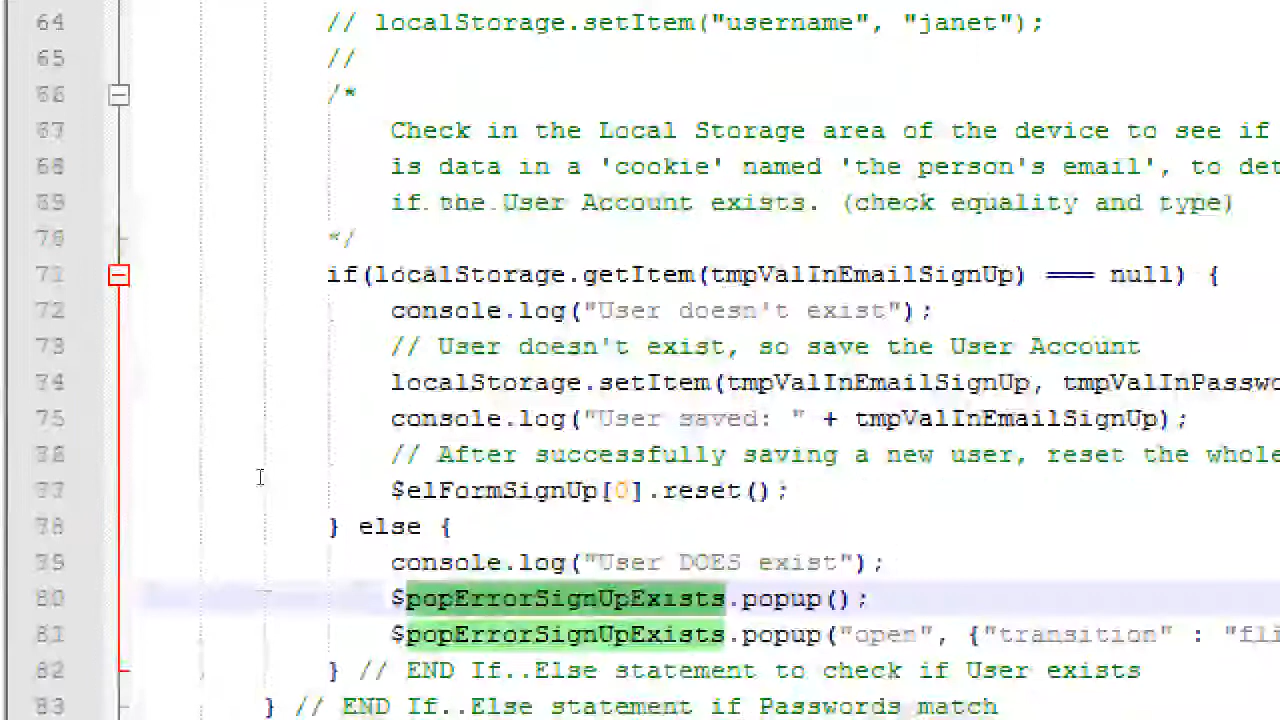 64 // localStorage.setItem("username", "janet");
65 //
66 /*
67 Check in the Local Storage area of the device to see if
68 is data in a 'cookie' named 'the person's email', to det
69 if the User Account exists. (check equality and type)
70 */
71 if(localStorage.getItem(tmpValInEmailSignUp) === null) {
72 console.log("User doesn't exist");
73 // User doesn't exist, so save the User Account
74 localStorage.setItem(tmpValInEmailSignUp, tmpValInPasswo
75 console.log("User saved: " + tmpValInEmailSignUp);
76 // After successfully saving a new user, reset the whole
77 $elFormSignUp[0].reset();
78 } else {
79 console.log("User DOES exist");
80 $popErrorSignUpExists.popup();
81 $popErrorSignUpExists.popup("open", {"transition" : "fli
82 } // END If..Else statement to check if User exists
83 } // END If..Else statement if Passwords match